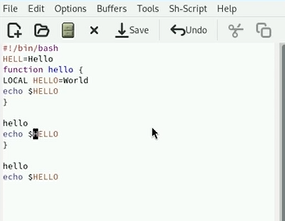 File Edit Options Buffers Tools Sh-Script Help
Save Undo
#!/bin/bash
HELL=Hello
function hello {
LOCAL HELLO=World
echo $HELLO
}
hello
echo $HELLO
}
hello
echo $HELLO